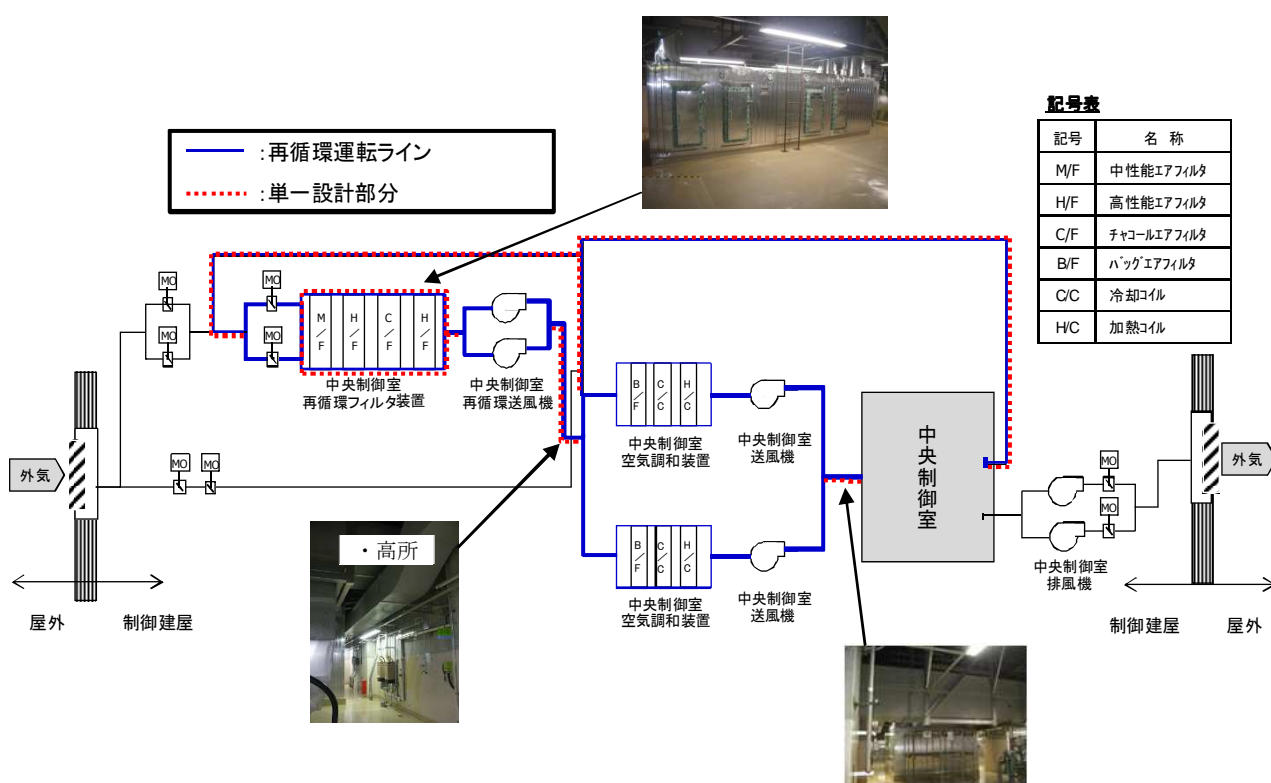 :再循環運転ライン
:単一設計部分
記号表
記号 名 称
M/F 中性能エアフィルタ
H/F 高性能エアフィルタ
C/F チャコールエアフィルタ
B/F バッグエアフィルタ
C/C 冷却コイル
H/C 加熱コイル
MO
MO
MO
MO
M/F
H/F
C/F
H/F
中央制御室
再循環フィルタ装置
中央制御室
再循環送風機
B/F
C/C
H/C
中央制御室
空気調和装置
中央制御室
送風機
中央制御室
外気
MO
MO
MO
MO
外気
・高所
B/F
C/C
H/C
中央制御室
空気調和装置
中央制御室
送風機
中央制御室
排風機
屋外
制御建屋
制御建屋
屋外